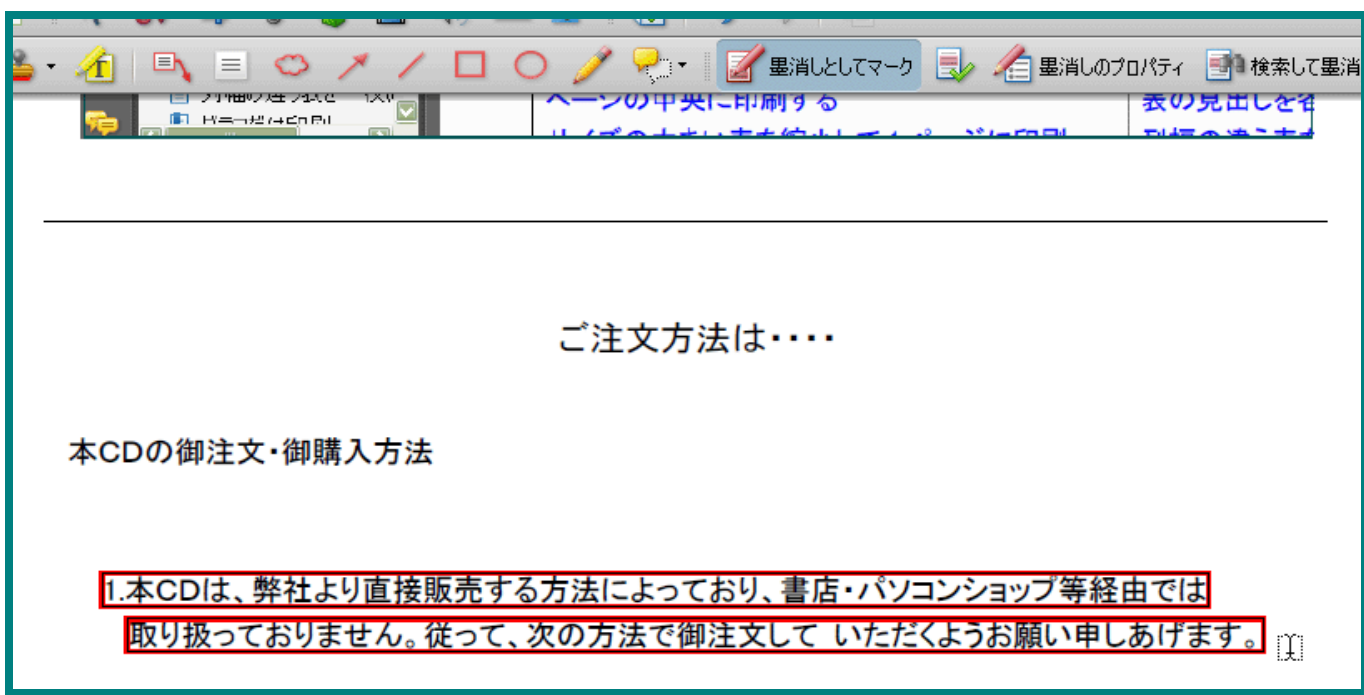 墨消しとしてマーク 墨消しのプロパティ 検索して墨消
ページの中央に印刷する 表の見出しを各
ご注文方法は・・・・
本CDの御注文・御購入方法
1.本CDは、弊社より直接販売する方法によっており、書店・パソコンショップ等経由では
取り扱っておりません。従って、次の方法で御注文して いただくようお願い申しあげます。